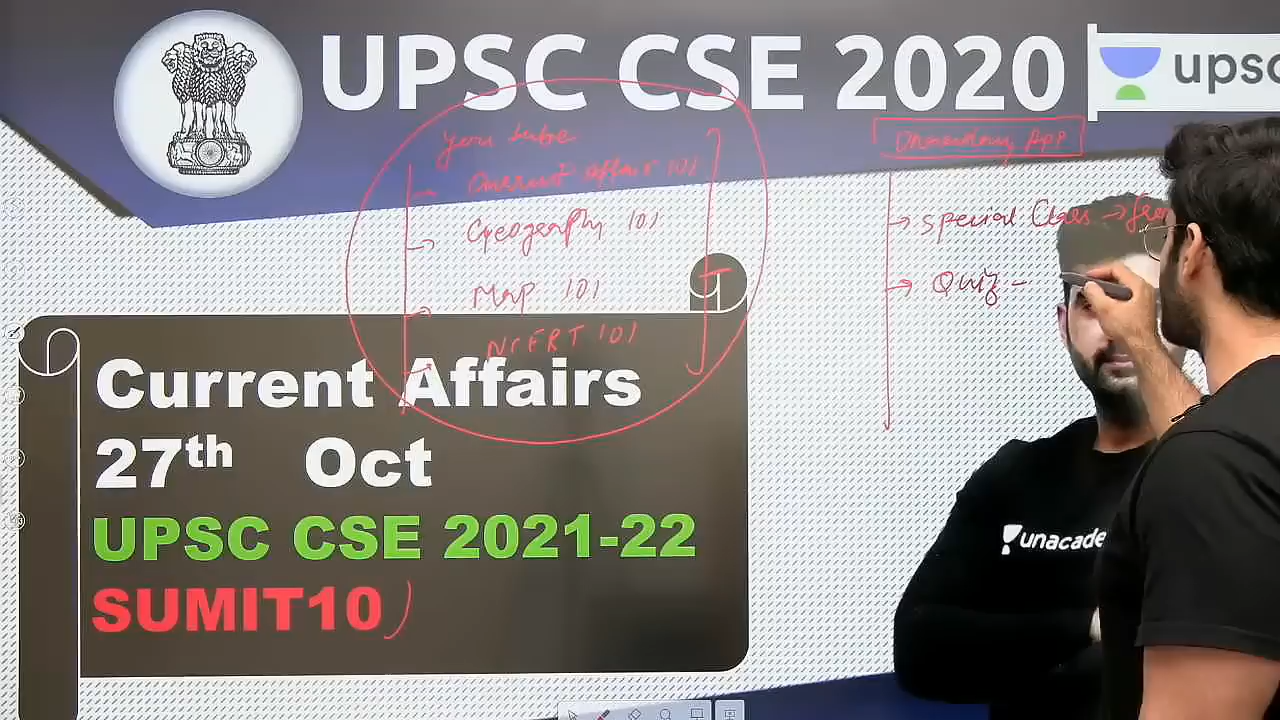 UPSC CSE 2020
upsc
You tube
Current Affair 101
Geography 101
Map 101
NCERT 101
Unacademy App
Special Class →
Quiz -
Current Affairs
27th Oct
UPSC CSE 2021-22
SUMIT10
unacade